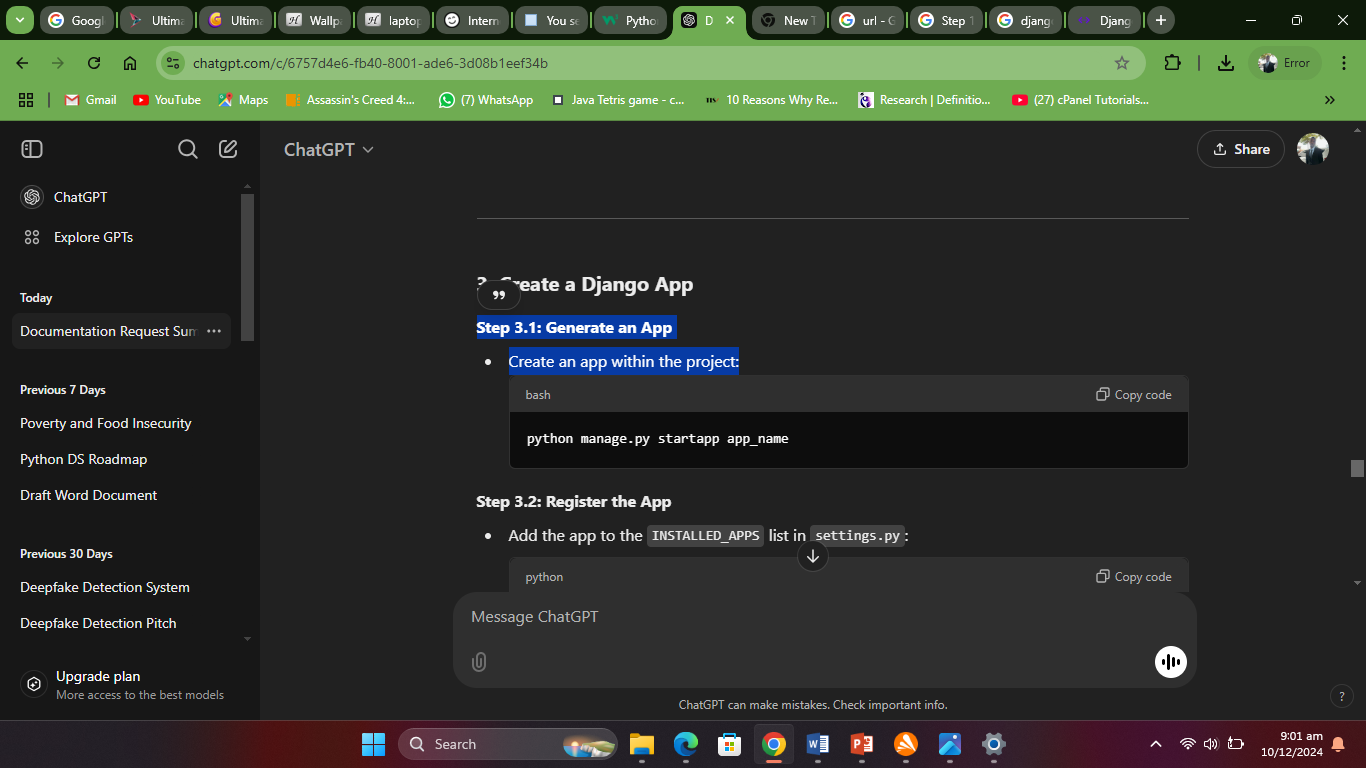 Googl
Ultima
Ultima
Wallpa
laptop
Intern
You se
Python
D
New T
url - G
Step 1
django
Djang
chatgpt.com/c/6757d4e6-fb40-8001-ade6-3d08b1eef34b
Error
Gmail
YouTube
Maps
Assassin's Creed 4:...
(7) WhatsApp
Java Tetris game - c...
10 Reasons Why Re...
Research | Definitio...
(27) cPanel Tutorials...
ChatGPT
Share
ChatGPT
Explore GPTs
Today
Documentation Request Sum
Previous 7 Days
Poverty and Food Insecurity
Python DS Roadmap
Draft Word Document
Previous 30 Days
Deepfake Detection System
Deepfake Detection Pitch
Upgrade plan
More access to the best models
3. Create a Django App
Step 3.1: Generate an App
Create an app within the project:
bash
Copy code
python manage.py startapp app_name
Step 3.2: Register the App
Add the app to the INSTALLED_APPS list in settings.py:
python
Copy code
Message ChatGPT
ChatGPT can make mistakes. Check important info.
?
Search
9:01 am
10/12/2024